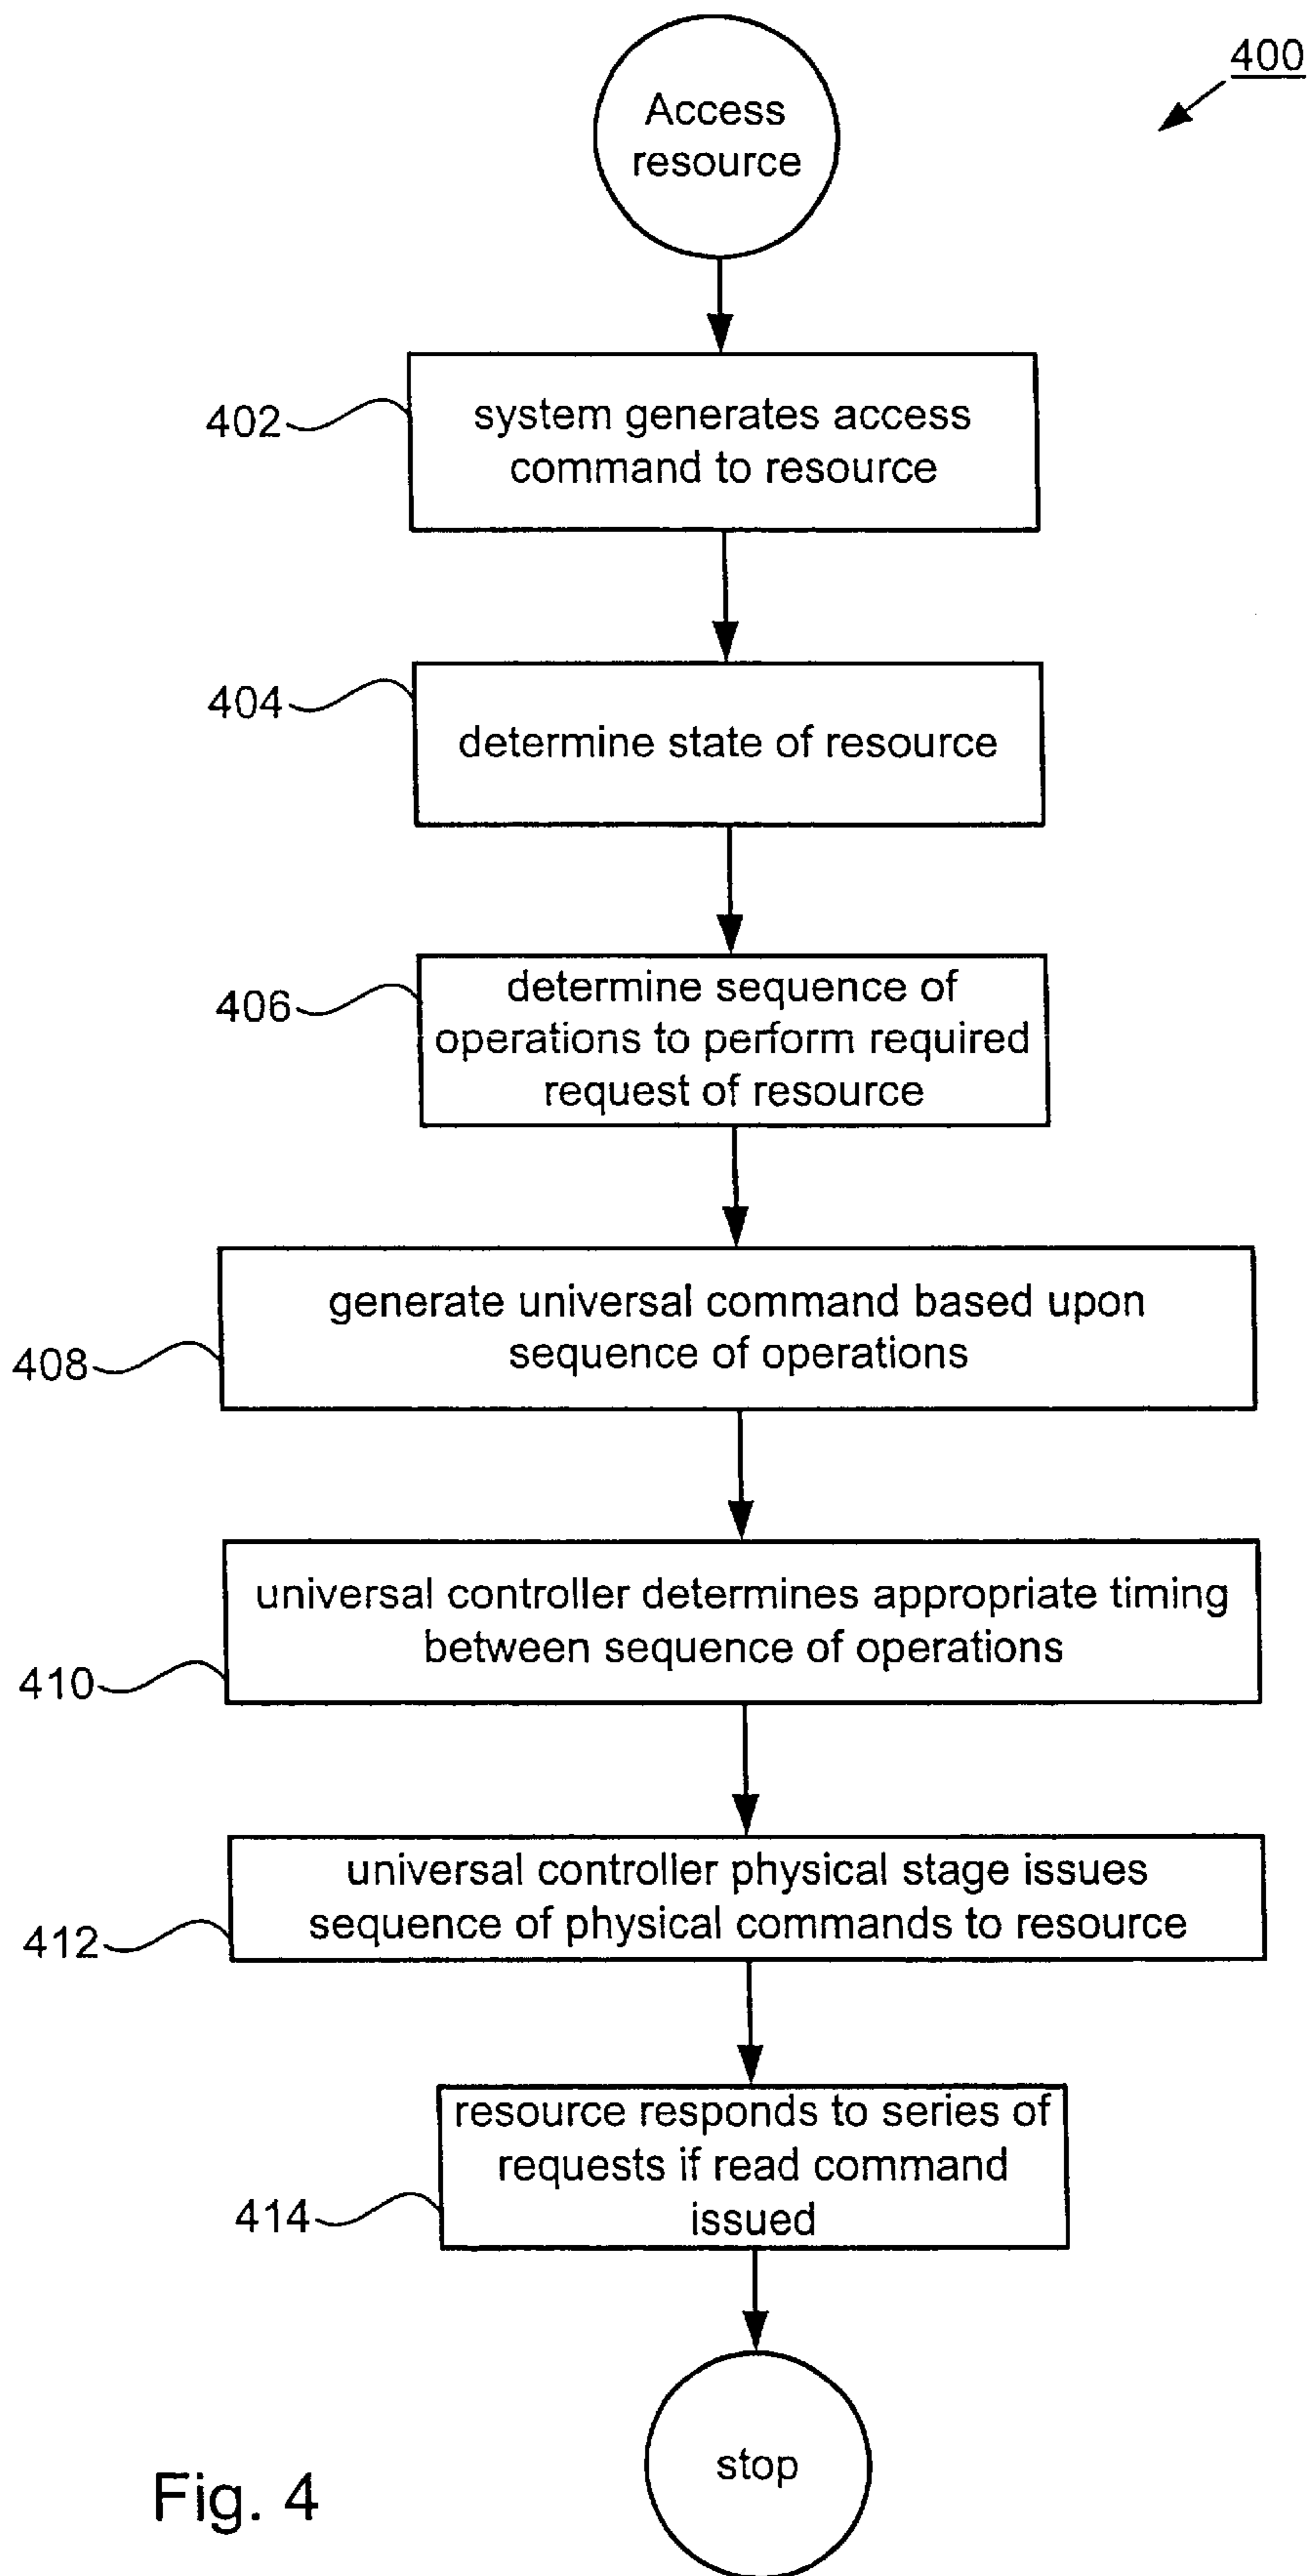 400
Access
resource
402
system generates access
command to resource
404
determine state of resource
406
determine sequence of
operations to perform required
request of resource
408
generate universal command based upon
sequence of operations
410
universal controller determines appropriate timing
between sequence of operations
412
universal controller physical stage issues
sequence of physical commands to resource
414
resource responds to series of
requests if read command
issued
stop
Fig. 4